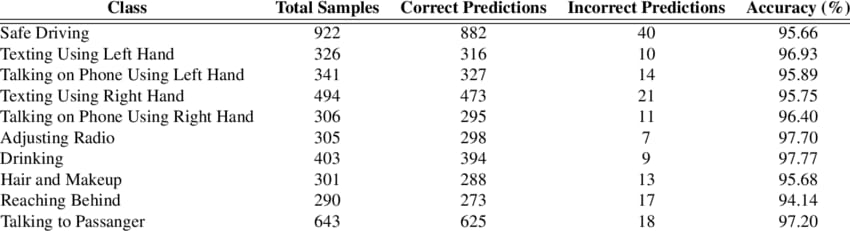 Class Total Samples Correct Predictions Incorrect Predictions Accuracy (%)
Safe Driving 922 882 40 95.66
Texting Using Left Hand 326 316 10 96.93
Talking on Phone Using Left Hand 341 327 14 95.89
Texting Using Right Hand 494 473 21 95.75
Talking on Phone Using Right Hand 306 295 11 96.40
Adjusting Radio 305 298 7 97.70
Drinking 403 394 9 97.77
Hair and Makeup 301 288 13 95.68
Reaching Behind 290 273 17 94.14
Talking to Passanger 643 625 18 97.20